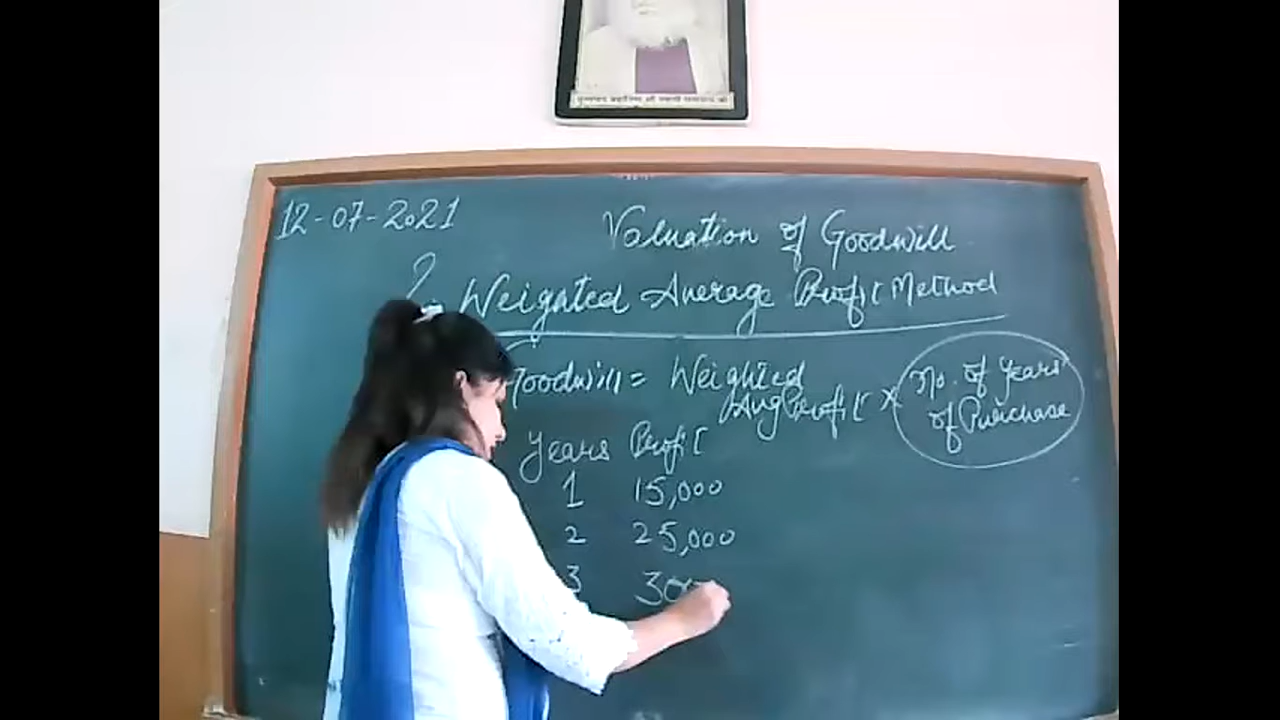 12-07-2021
Valuation of Goodwill
2. Weighted Average Profit Method
Goodwill = Weighted Avg Profit × No. of Years of Purchase
Years Profit
1 15,000
2 25,000
3 300